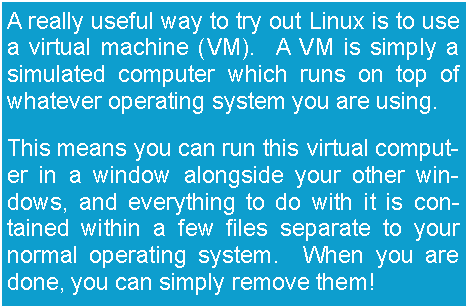 A really useful way to try out Linux is to use
a virtual machine (VM).  A VM is simply a
simulated computer which runs on top of
whatever operating system you are using.
This means you can run this virtual comput-
er in a window alongside your other win-
dows, and everything to do with it is con-
tained within a few files separate to your
normal operating system.  When you are
done, you can simply remove them!